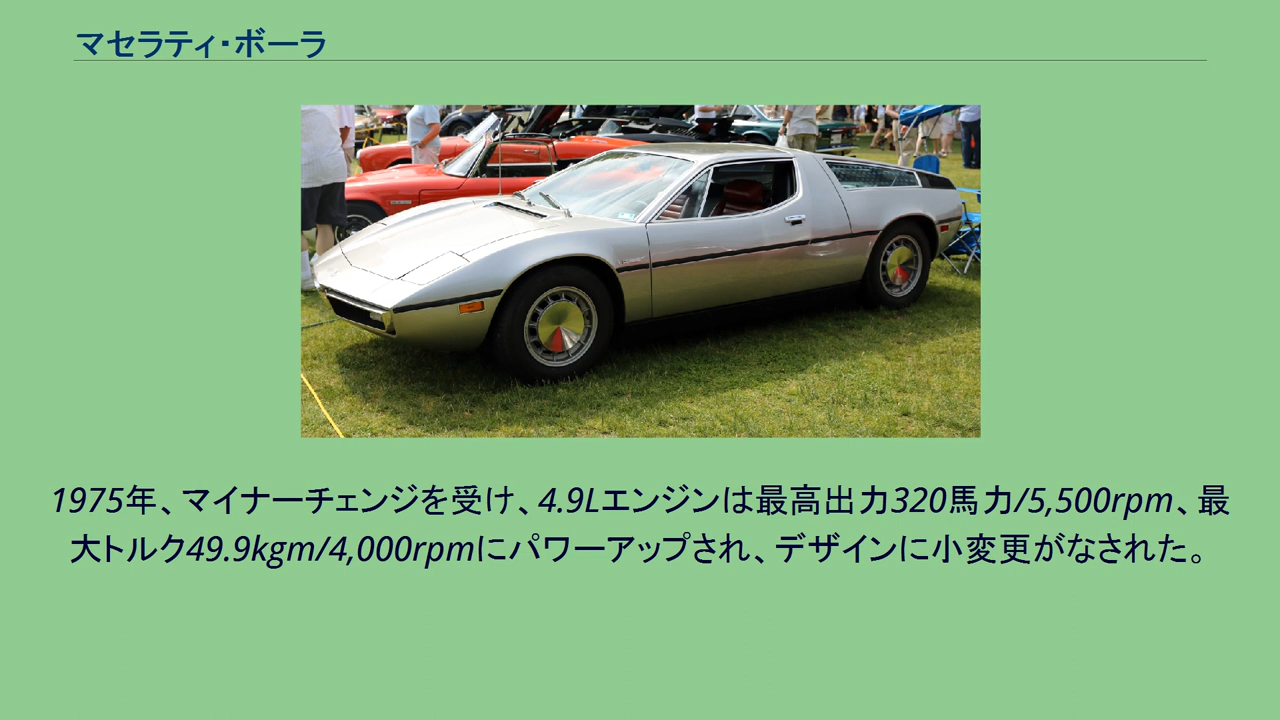 マセラティ・ボーラ
1975年、マイナーチェンジを受け、4.9Lエンジンは最高出力320馬力/5,500rpm、最
大トルク49.9kgm/4,000rpmにパワーアップされ、デザインに小変更がなされた。